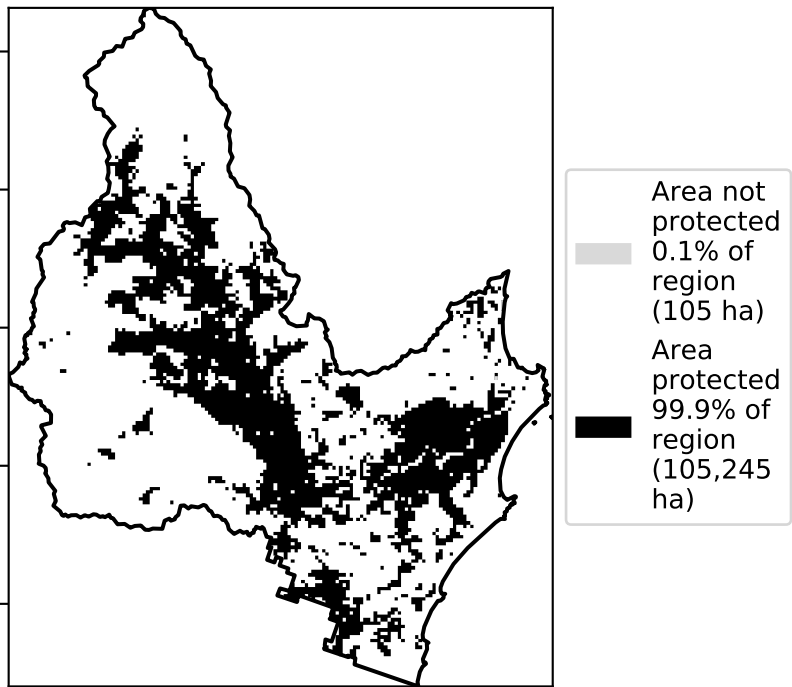 Area not
protected
0.1% of
region
(105 ha)
Area
protected
99.9% of
region
(105,245
ha)